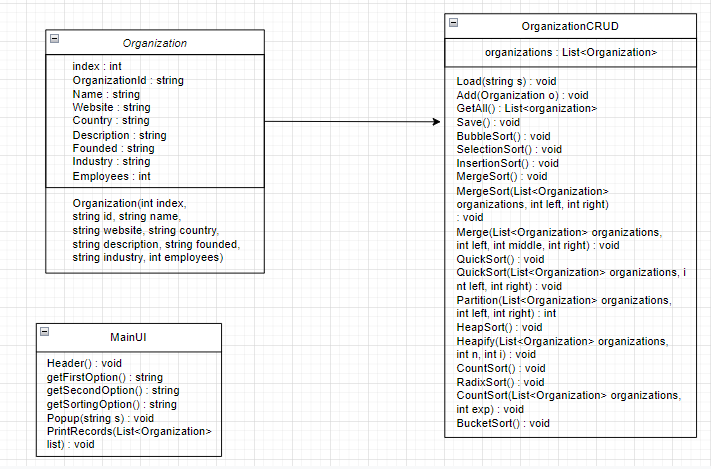 Organization
index : int
OrganizationId : string
Name : string
Website : string
Country : string
Description : string
Founded : string
Industry : string
Employees : int
Organization(int index,
string id, string name,
string website, string country,
string description, string founded,
string industry, int employees)
MainUI
Header() : void
getFirstOption() : string
getSecondOption() : string
getSortingOption() : string
Popup(string s) : void
PrintRecords(List<Organization>
list) : void
OrganizationCRUD
organizations : List<Organization>
Load(string s) : void
Add(Organization o) : void
GetAll() : List<organization>
Save() : void
BubbleSort() : void
SelectionSort() : void
InsertionSort() : void
MergeSort() : void
MergeSort(List<Organization>
organizations, int left, int right)
: void
Merge(List<Organization> organizations,
int left, int middle, int right) : void
QuickSort() : void
QuickSort(List<Organization> organizations, i
nt left, int right) : void
Partition(List<Organization> organizations,
int left, int right) : int
HeapSort() : void
Heapify(List<Organization> organizations,
int n, int i) : void
CountSort() : void
RadixSort() : void
CountSort(List<Organization> organizations,
int exp) : void
BucketSort() : void